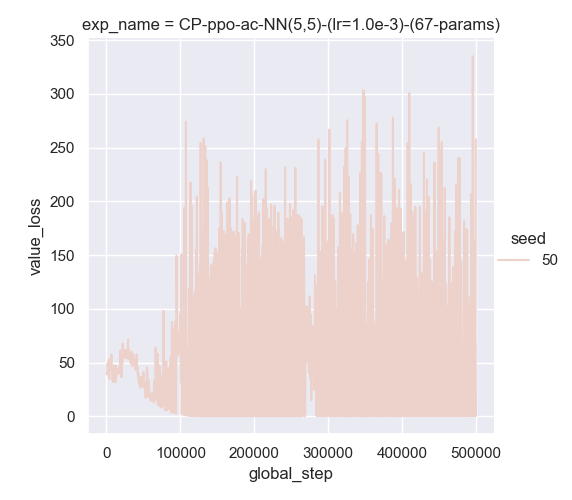 exp_name = CP-ppo-ac-NN(5,5)-(lr=1.0e-3)-(67-params)
350
300
250
200
150
100
50
0
value_loss
0 100000 200000 300000 400000 500000
global_step
seed
50